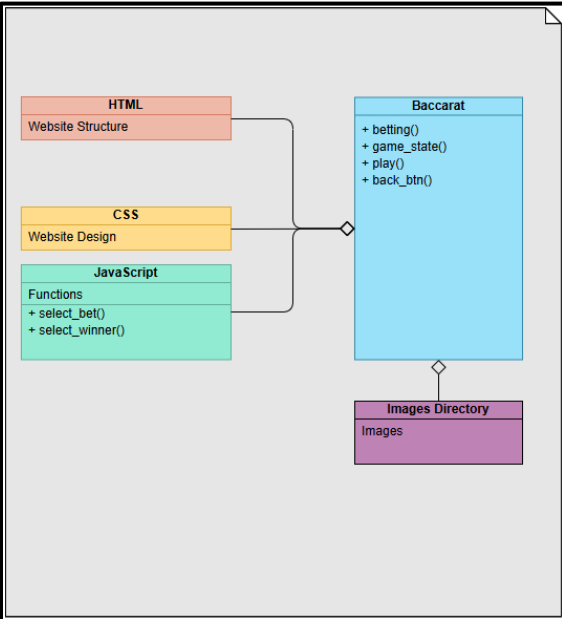 HTML
Website Structure
CSS
Website Design
JavaScript
Functions
+ select_bet()
+ select_winner()
Baccarat
+ betting()
+ game_state()
+ play()
+ back_btn()
Images Directory
Images